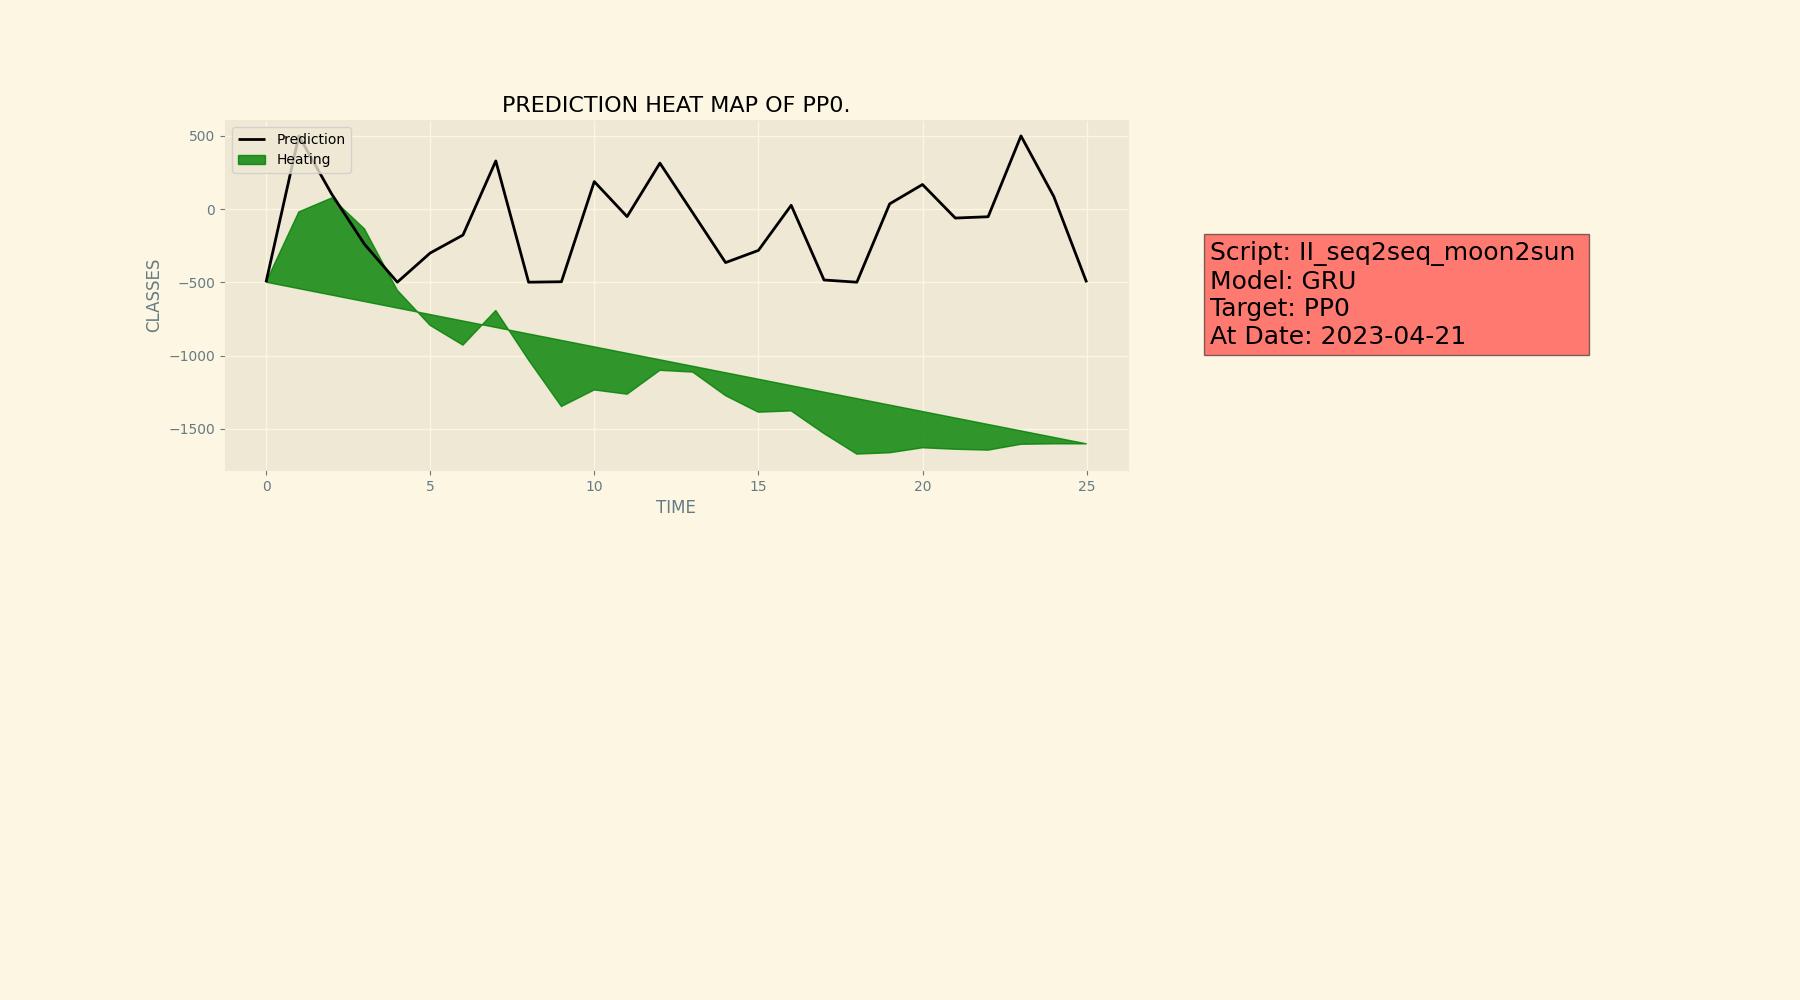 PREDICTION HEAT MAP OF PP0.
Prediction
Heating
500
0
−500
−1000
−1500
CLASSES
0 5 10 15 20 25
TIME
Script: II_seq2seq_moon2sun
Model: GRU
Target: PP0
At Date: 2023-04-21